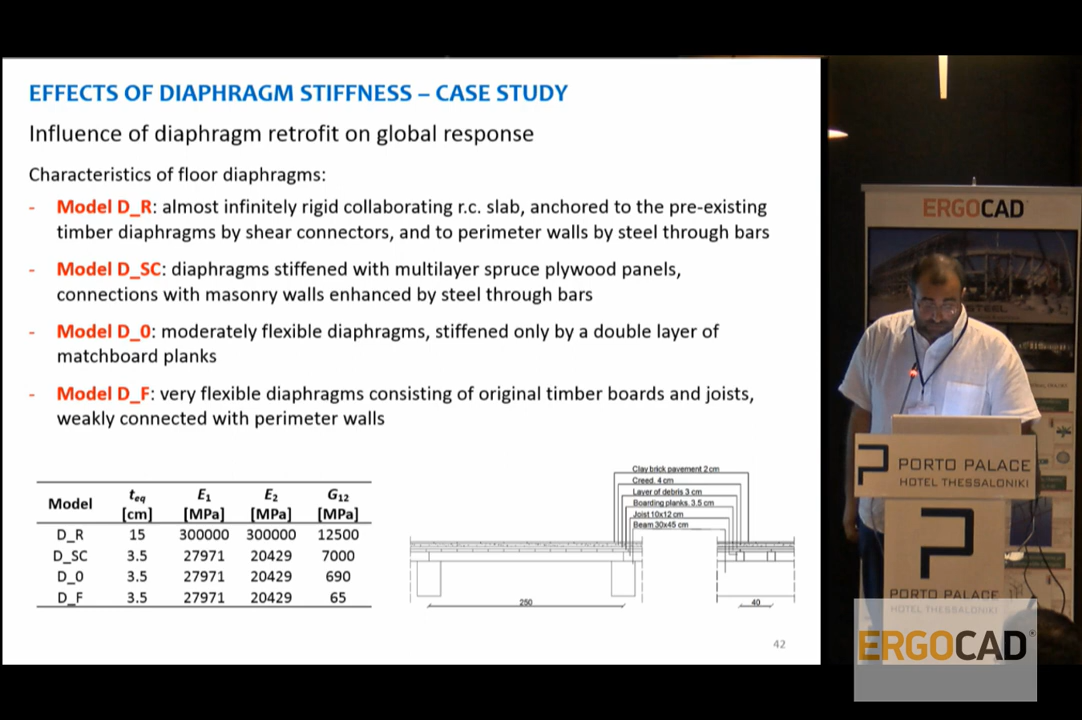 EFFECTS OF DIAPHRAGM STIFFNESS – CASE STUDY
Influence of diaphragm retrofit on global response
Characteristics of floor diaphragms:
- Model D_R: almost infinitely rigid collaborating r.c. slab, anchored to the pre-existing
timber diaphragms by shear connectors, and to perimeter walls by steel through bars
- Model D_SC: diaphragms stiffened with multilayer spruce plywood panels,
connections with masonry walls enhanced by steel through bars
- Model D_0: moderately flexible diaphragms, stiffened only by a double layer of
matchboard planks
- Model D_F: very flexible diaphragms consisting of original timber boards and joists,
weakly connected with perimeter walls
Model teq [cm] E1 [MPa] E2 [MPa] G12 [MPa]
D_R 15 300000 300000 12500
D_SC 3.5 27971 20429 7000
D_0 3.5 27971 20429 690
D_F 3.5 27971 20429 65
Clay brick pavement 2 cm
Creed 4 cm
Layer of debris 3 cm
Boarding planks 3.5 cm
Joist 10x12 cm
Beam 30x45 cm
250
40
42
ERGOCAD
STEEL
PORTO PALACE
HOTEL THESSALONIKI
PORTO PALACE
HOTEL THESSALONIKI
ERGOCAD®